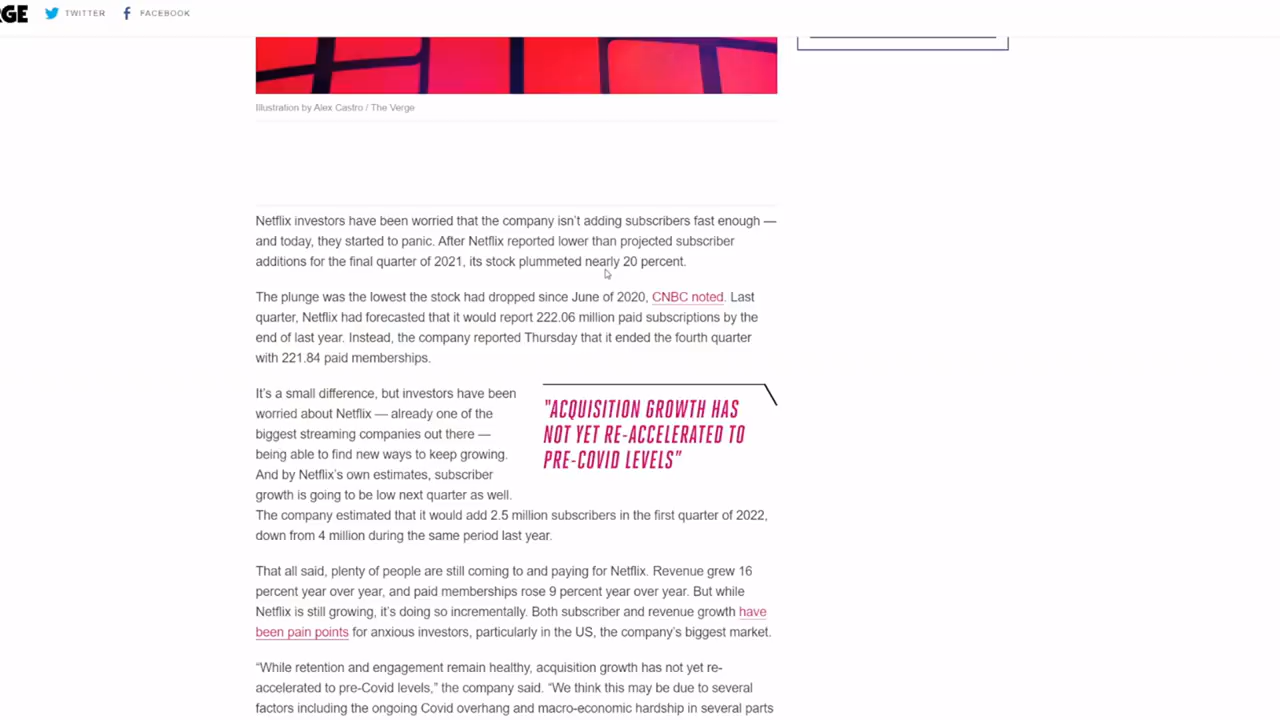 RGE TWITTER FACEBOOK
Illustration by Alex Castro / The Verge
Netflix investors have been worried that the company isn't adding subscribers fast enough —
and today, they started to panic. After Netflix reported lower than projected subscriber
additions for the final quarter of 2021, its stock plummeted nearly 20 percent.
The plunge was the lowest the stock had dropped since June of 2020, CNBC noted. Last
quarter, Netflix had forecasted that it would report 222.06 million paid subscriptions by the
end of last year. Instead, the company reported Thursday that it ended the fourth quarter
with 221.84 paid memberships.
It's a small difference, but investors have been
worried about Netflix — already one of the
biggest streaming companies out there —
being able to find new ways to keep growing.
And by Netflix's own estimates, subscriber
growth is going to be low next quarter as well.
"ACQUISITION GROWTH HAS
NOT YET RE-ACCELERATED TO
PRE-COVID LEVELS"
The company estimated that it would add 2.5 million subscribers in the first quarter of 2022,
down from 4 million during the same period last year.
That all said, plenty of people are still coming to and paying for Netflix. Revenue grew 16
percent year over year, and paid memberships rose 9 percent year over year. But while
Netflix is still growing, it's doing so incrementally. Both subscriber and revenue growth have
been pain points for anxious investors, particularly in the US, the company's biggest market.
“While retention and engagement remain healthy, acquisition growth has not yet re-
accelerated to pre-Covid levels,” the company said. “We think this may be due to several
factors including the ongoing Covid overhang and macro-economic hardship in several parts